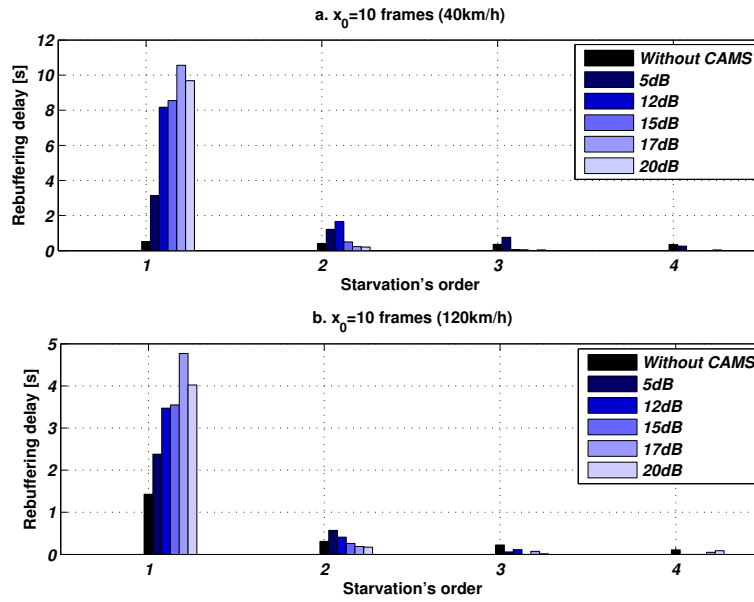 a. x0=10 frames (40km/h)
12
10
8
6
4
2
0
Rebuffering delay [s]
1 2 3 4
Starvation's order
Without CAMS
5dB
12dB
15dB
17dB
20dB
b. x0=10 frames (120km/h)
5
4
3
2
1
0
Rebuffering delay [s]
1 2 3 4
Starvation's order
Without CAMS
5dB
12dB
15dB
17dB
20dB